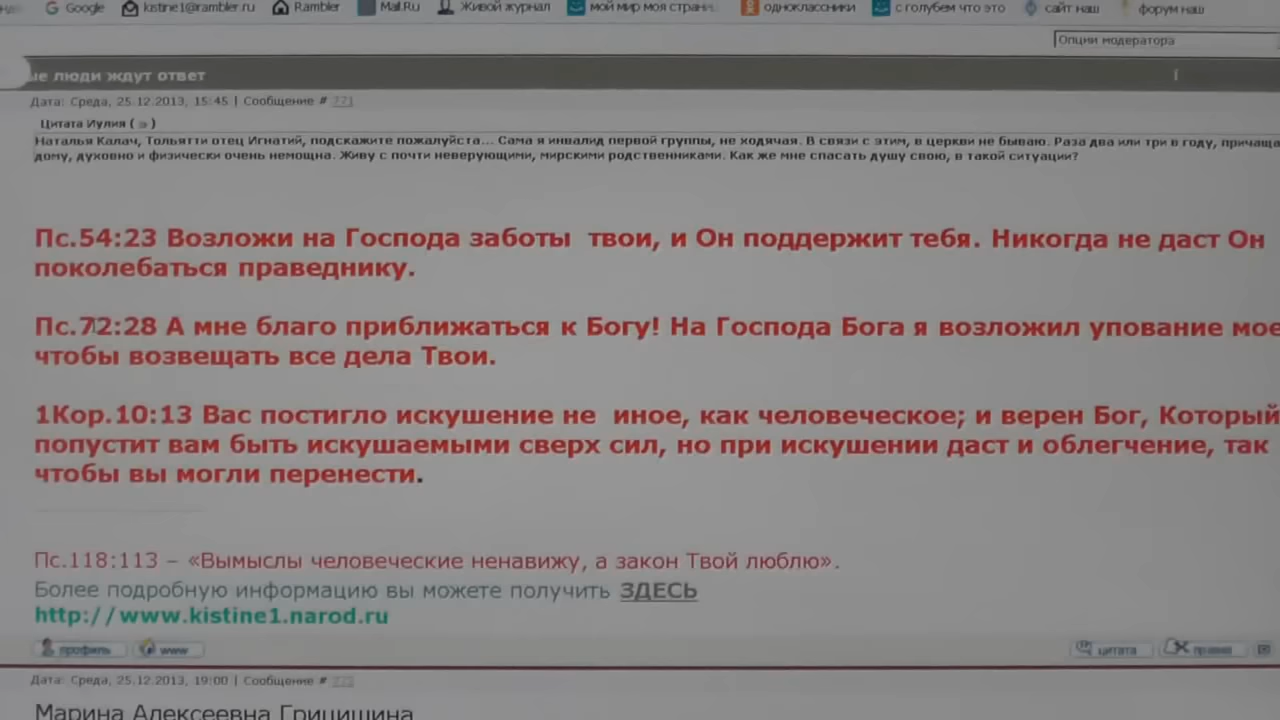 Google kistine1@rambler.ru Rambler Mail.Ru Живой журнал мой мир моя страни одноклассники с голубем что это сайт наш форум наш
Опции модератора
ые люди ждут ответ
Дата: Среда, 25.12.2013, 15:45 | Сообщение # 771
Цитата Иулия ( )
Наталья Калач, Тольятти отец Игнатий, подскажите пожалуйста... Сама я инвалид первой группы, не ходячая. В связи с этим, в церкви не бываю. Раза два или три в году, причаща
дому, духовно и физически очень немощна. Живу с почти неверующими, мирскими родственниками. Как же мне спасать душу свою, в такой ситуации?
Пс.54:23 Возложи на Господа заботы твои, и Он поддержит тебя. Никогда не даст Он
поколебаться праведнику.
Пс.72:28 А мне благо приближаться к Богу! На Господа Бога я возложил упование мое
чтобы возвещать все дела Твои.
1Кор.10:13 Вас постигло искушение не иное, как человеческое; и верен Бог, Который
попустит вам быть искушаемыми сверх сил, но при искушении даст и облегчение, так
чтобы вы могли перенести.
Пс.118:113 – «Вымыслы человеческие ненавижу, а закон Твой люблю».
Более подробную информацию вы можете получить ЗДЕСЬ
http://www.kistine1.narod.ru
профиль www цитата правка
Дата: Среда, 25.12.2013, 19:00 | Сообщение #
Марина Алексеевна Грицишина